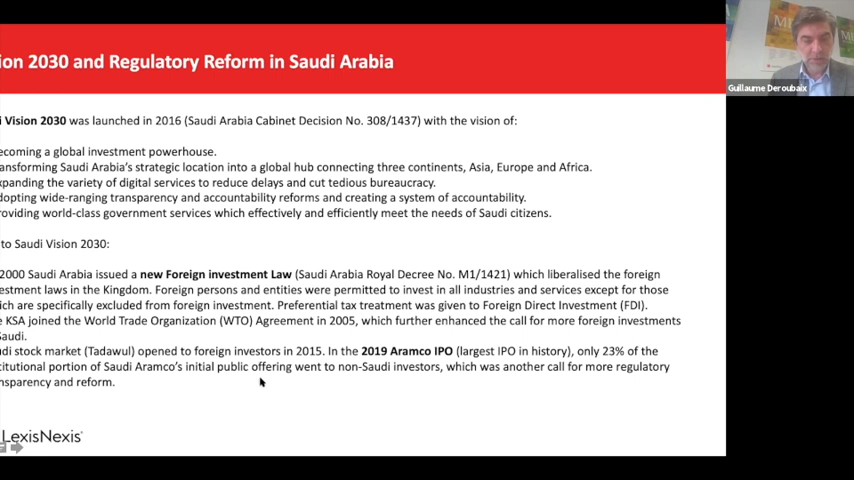 ion 2030 and Regulatory Reform in Saudi Arabia
Guillaume Deroubaix
i Vision 2030 was launched in 2016 (Saudi Arabia Cabinet Decision No. 308/1437) with the vision of:
ecoming a global investment powerhouse.
ansforming Saudi Arabia's strategic location into a global hub connecting three continents, Asia, Europe and Africa.
xpanding the variety of digital services to reduce delays and cut tedious bureaucracy.
dopting wide-ranging transparency and accountability reforms and creating a system of accountability.
roviding world-class government services which effectively and efficiently meet the needs of Saudi citizens.
to Saudi Vision 2030:
2000 Saudi Arabia issued a new Foreign investment Law (Saudi Arabia Royal Decree No. M1/1421) which liberalised the foreign
estment laws in the Kingdom. Foreign persons and entities were permitted to invest in all industries and services except for those
ich are specifically excluded from foreign investment. Preferential tax treatment was given to Foreign Direct Investment (FDI).
e KSA joined the World Trade Organization (WTO) Agreement in 2005, which further enhanced the call for more foreign investments
Saudi.
udi stock market (Tadawul) opened to foreign investors in 2015. In the 2019 Aramco IPO (largest IPO in history), only 23% of the
titutional portion of Saudi Aramco's initial public offering went to non-Saudi investors, which was another call for more regulatory
nsparency and reform.
LexisNexis®